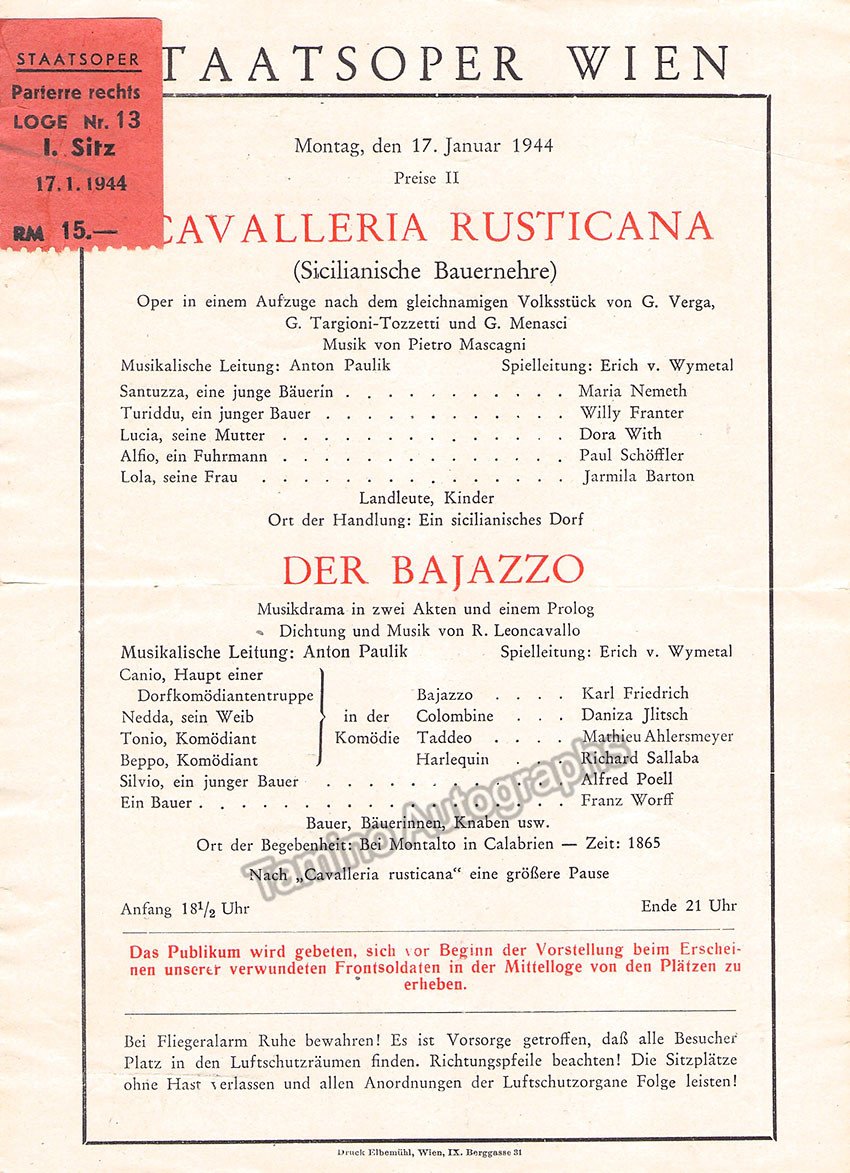 STAATSOPER
Parterre rechts
LOGE Nr. 13
I. Sitz
17.1.1944
RM 15.—
TAATSOPER WIEN
Montag, den 17. Januar 1944
Preise II
CAVALLERIA RUSTICANA
(Sicilianische Bauernehre)
Oper in einem Aufzuge nach dem gleichnamigen Volksstück von G. Verga,
G. Targioni-Tozzetti und G. Menasci
Musik von Pietro Mascagni
Musikalische Leitung: Anton Paulik Spielleitung: Erich v. Wymetal
Santuzza, eine junge Bäuerin . . . . . . . . . . . Maria Nemeth
Turiddu, ein junger Bauer . . . . . . . . . . . . Willy Franter
Lucia, seine Mutter . . . . . . . . . . . . . Dora With
Alfio, ein Fuhrmann . . . . . . . . . . . . . Paul Schöffler
Lola, seine Frau . . . . . . . . . . . . . . Jarmila Barton
Landleute, Kinder
Ort der Handlung: Ein sicilianisches Dorf
DER BAJAZZO
Musikdrama in zwei Akten und einem Prolog
Dichtung und Musik von R. Leoncavallo
Musikalische Leitung: Anton Paulik Spielleitung: Erich v. Wymetal
Canio, Haupt einer
Dorfkomödiantentruppe Bajazzo . . . . Karl Friedrich
Nedda, sein Weib in der Colombine . . . Daniza Jlitsch
Tonio, Komödiant Komödie Taddeo . . . . Mathieu Ahlersmeyer
Beppo, Komödiant Harlequin . . . Richard Sallaba
Silvio, ein junger Bauer . . . . . . . . . . . Alfred Poell
Ein Bauer . . . . . . . . . . . . . . . . Franz Worff
Bauer, Bäuerinnen, Knaben usw.
Ort der Begebenheit: Bei Montalto in Calabrien — Zeit: 1865
Nach „Cavalleria rusticana“ eine größere Pause
Anfang 18½ Uhr Ende 21 Uhr
Tamino Autographs
Das Publikum wird gebeten, sich vor Beginn der Vorstellung beim Erschei-
nen unserer verwundeten Frontsoldaten in der Mittelloge von den Plätzen zu
erheben.
Bei Fliegeralarm Ruhe bewahren! Es ist Vorsorge getroffen, daß alle Besucher
Platz in den Luftschutzräumen finden. Richtungspfeile beachten! Die Sitzplätze
ohne Hast verlassen und allen Anordnungen der Luftschutzorgane Folge leisten!
Druck Elbemühl, Wien, IX. Berggasse 31